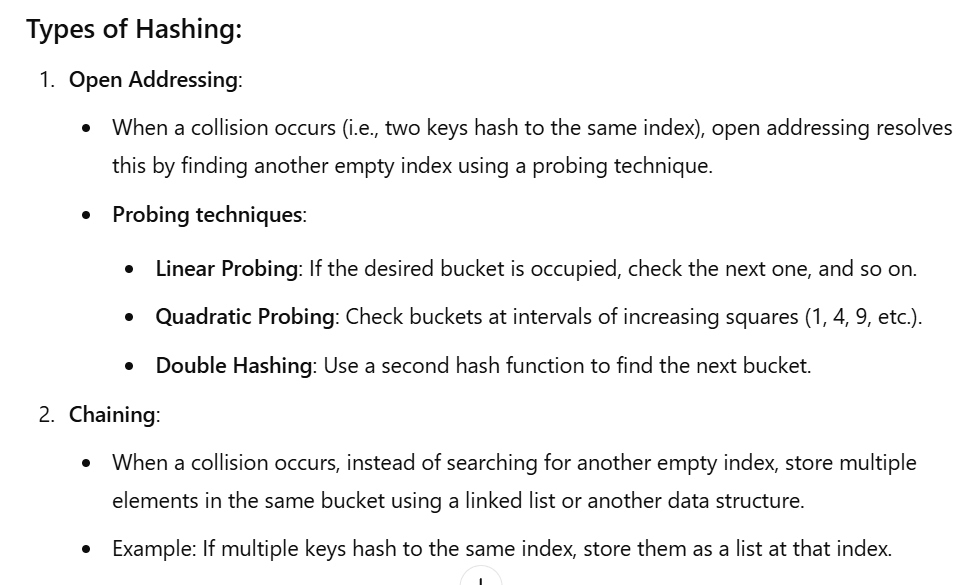 Types of Hashing:
1. Open Addressing:
• When a collision occurs (i.e., two keys hash to the same index), open addressing resolves
this by finding another empty index using a probing technique.
• Probing techniques:
• Linear Probing: If the desired bucket is occupied, check the next one, and so on.
• Quadratic Probing: Check buckets at intervals of increasing squares (1, 4, 9, etc.).
• Double Hashing: Use a second hash function to find the next bucket.
2. Chaining:
• When a collision occurs, instead of searching for another empty index, store multiple
elements in the same bucket using a linked list or another data structure.
• Example: If multiple keys hash to the same index, store them as a list at that index.